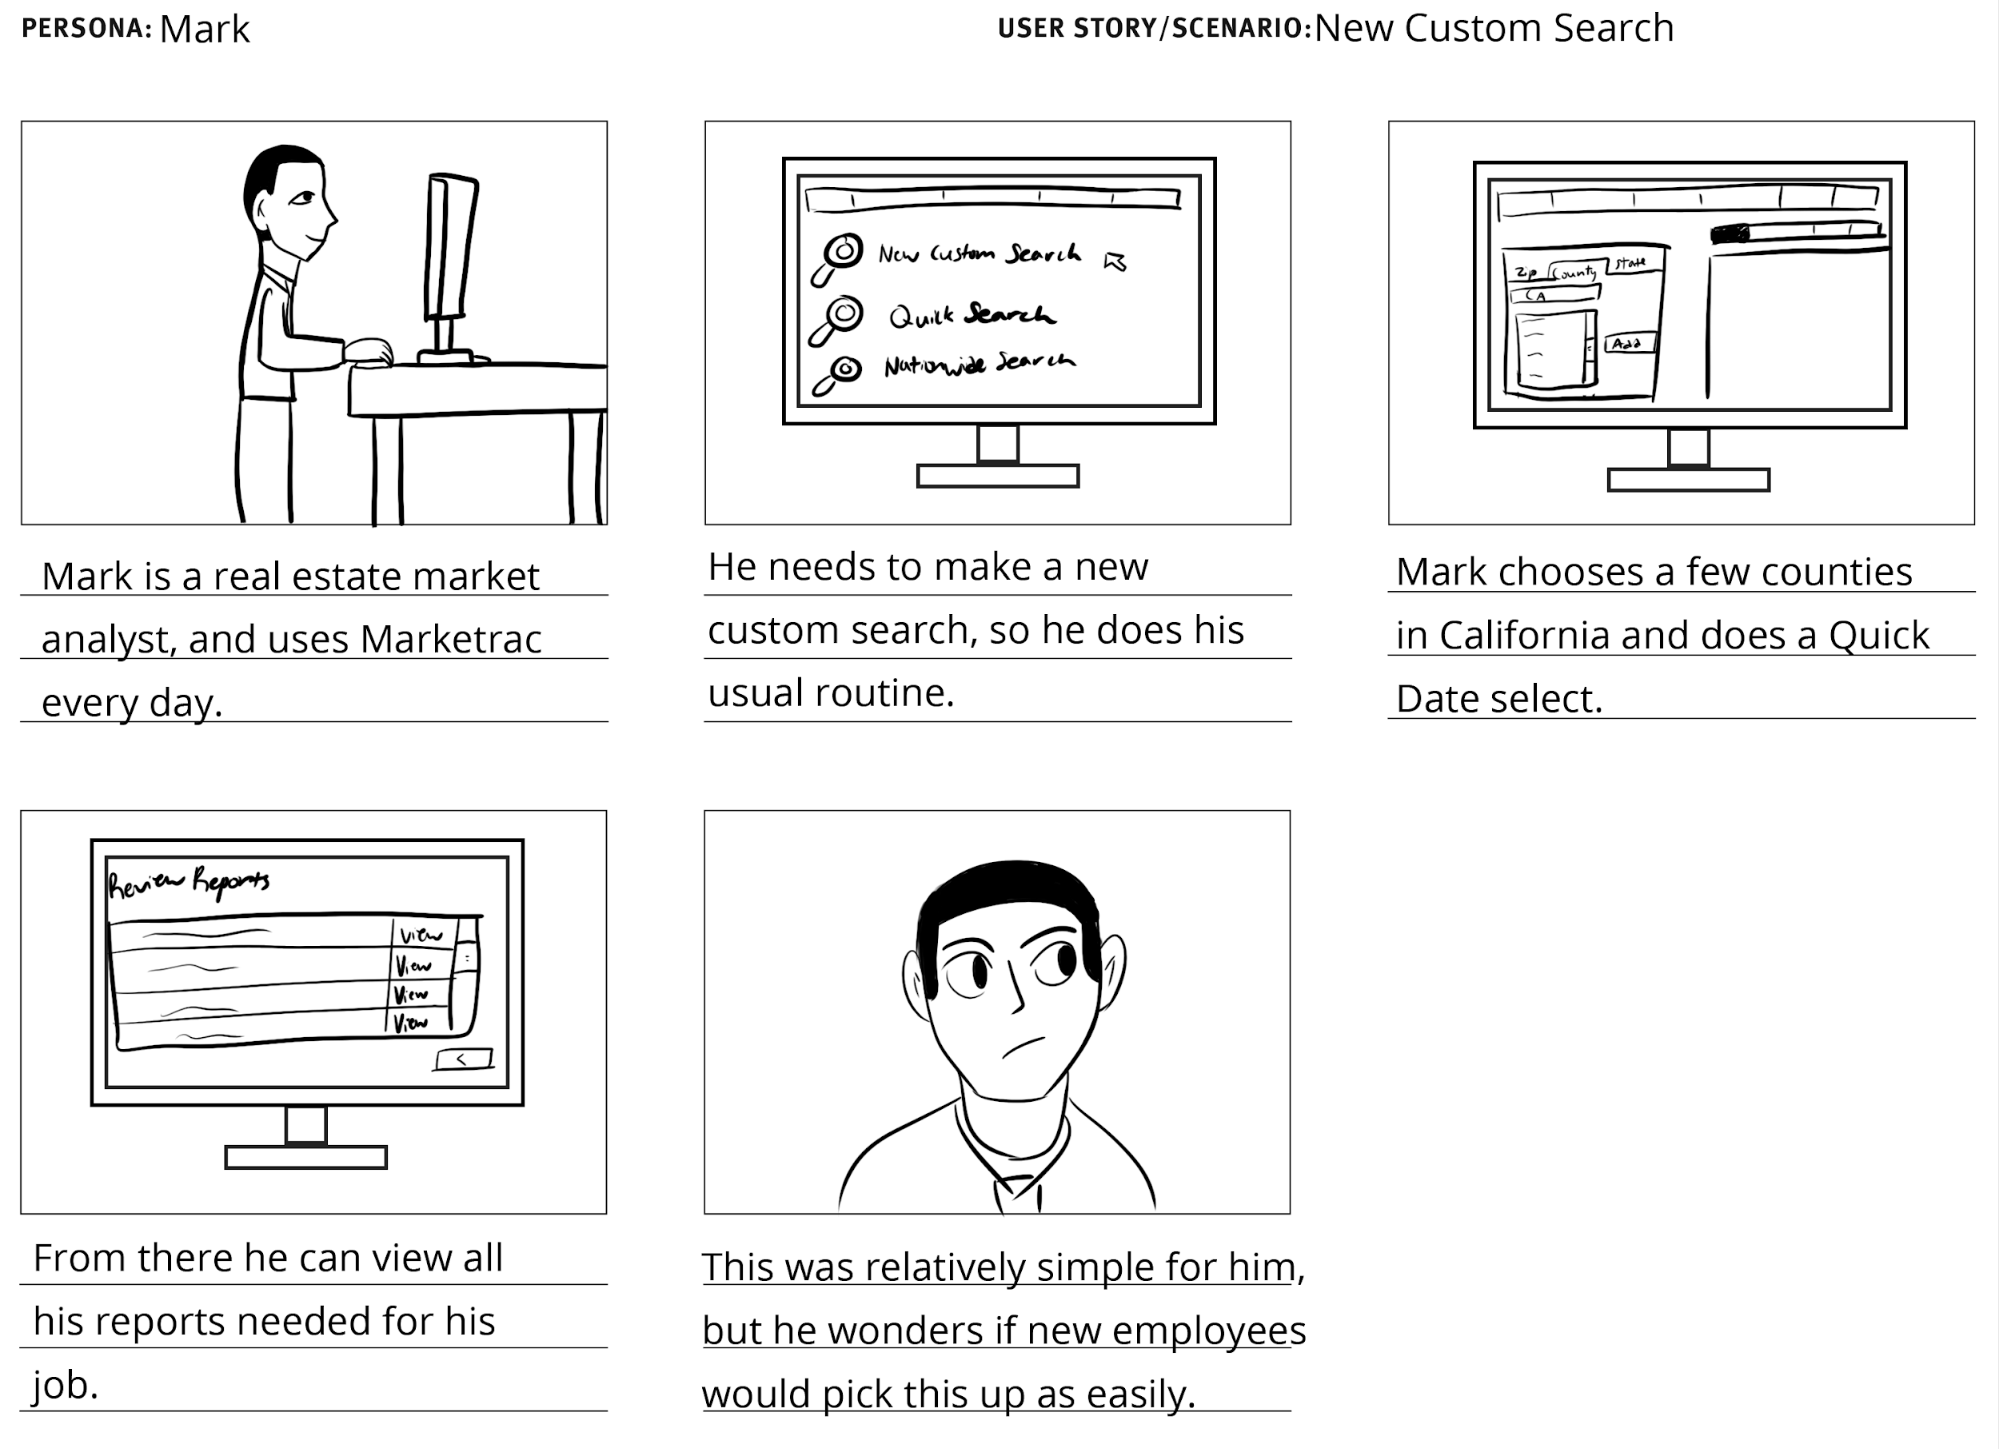 PERSONA: Mark
USER STORY/SCENARIO: New Custom Search
New Custom Search
Quick Search
Nationwide Search
Zip County State
CA
Add
Mark is a real estate market
analyst, and uses Marketrac
every day.
He needs to make a new
custom search, so he does his
usual routine.
Mark chooses a few counties
in California and does a Quick
Date select.
Review Reports
View
View
View
View
<
From there he can view all
his reports needed for his
job.
This was relatively simple for him,
but he wonders if new employees
would pick this up as easily.